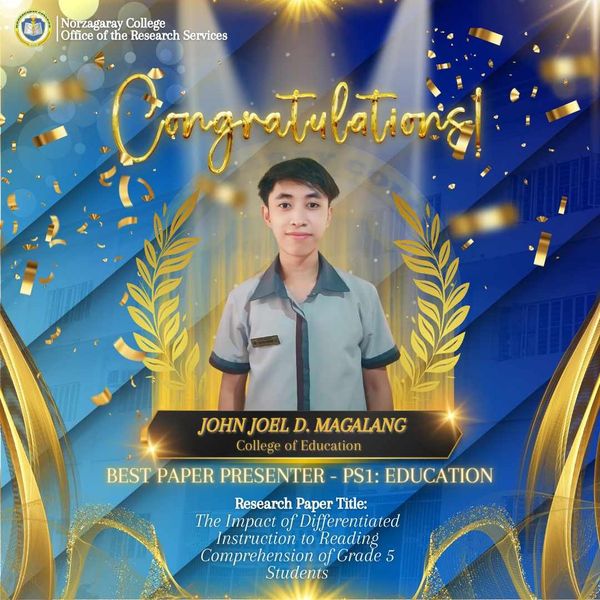 Norzagaray College
Office of the Research Services
Congratulations!
JOHN JOEL D. MAGALANG
College of Education
BEST PAPER PRESENTER - PS1: EDUCATION
Research Paper Title:
The Impact of Differentiated
Instruction to Reading
Comprehension of Grade 5
Students